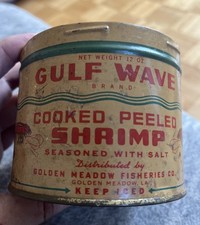 NET WEIGHT 12 OZ.
GULF WAVE
BRAND
COOKED PEELED
SHRIMP
SEASONED WITH SALT
Distributed by
GOLDEN MEADOW FISHERIES CO.
GOLDEN MEADOW, LA.
KEEP ICED